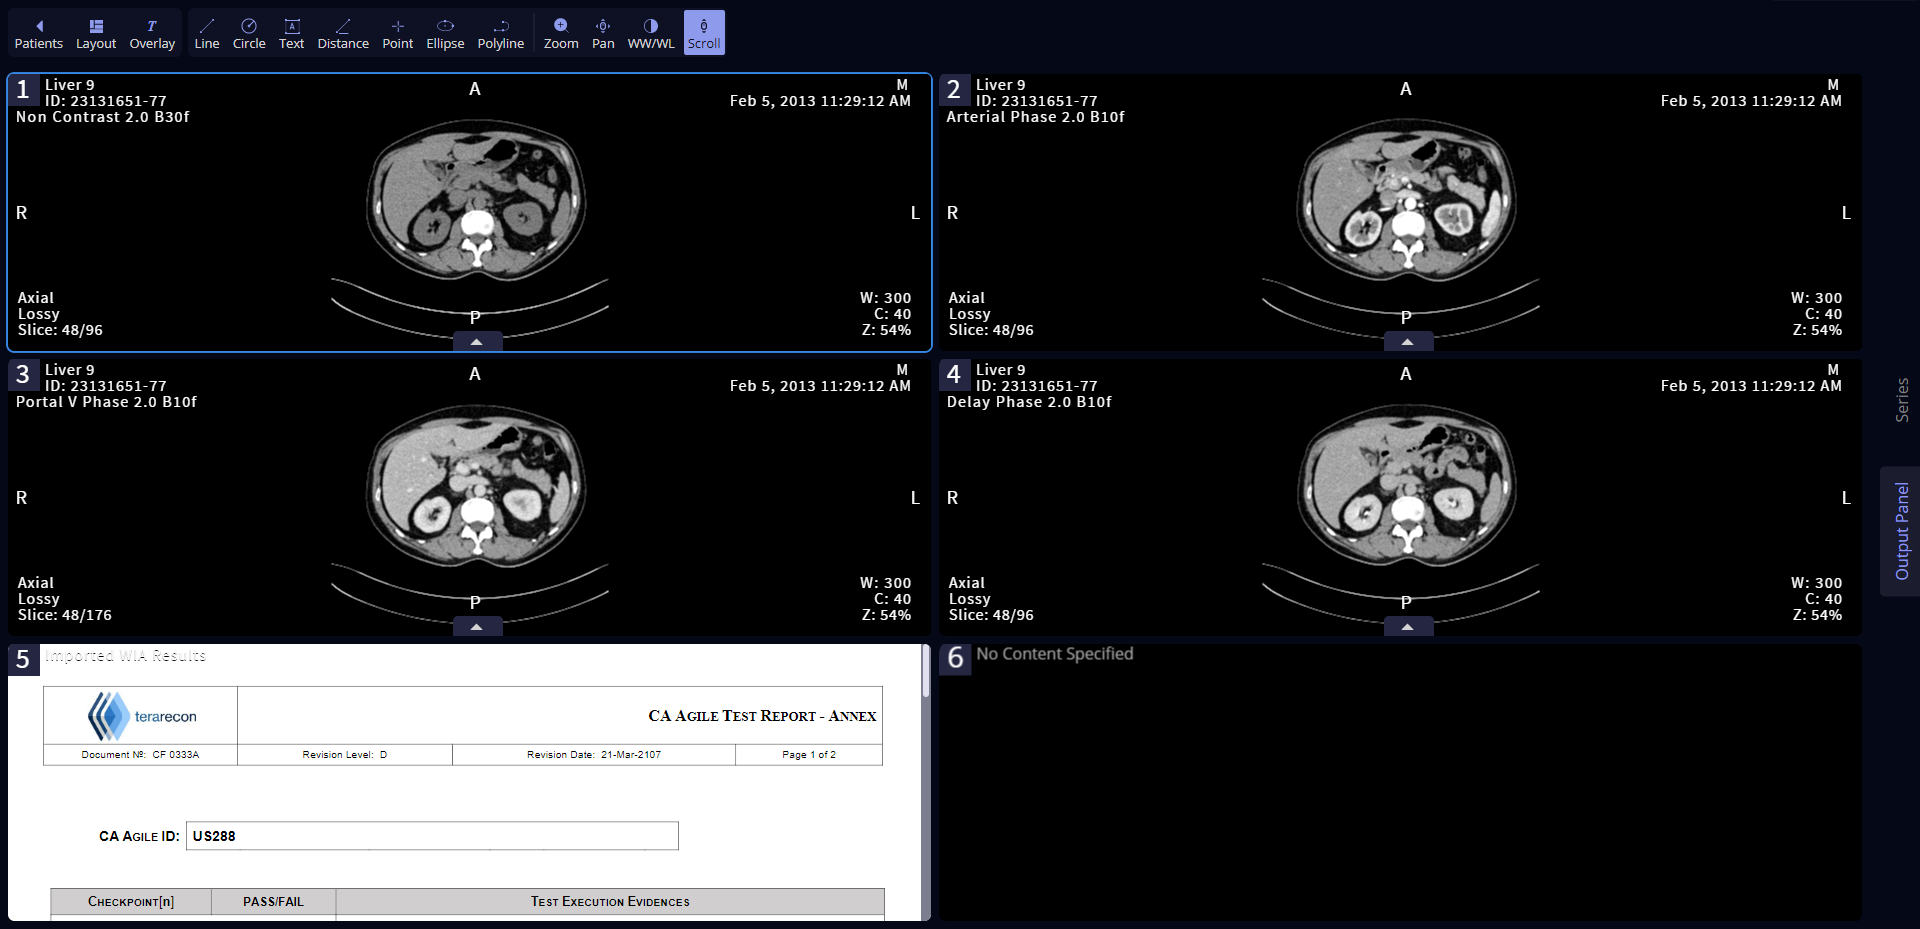 Patients Layout Overlay Line Circle Text Distance Point Ellipse Polyline Zoom Pan WW/WL Scroll
1
Liver 9
ID: 23131651-77
Non Contrast 2.0 B30f
A
M
Feb 5, 2013 11:29:12 AM
R
L
Axial
Lossy
Slice: 48/96
P
W: 300
C: 40
Z: 54%
2
Liver 9
ID: 23131651-77
Arterial Phase 2.0 B10f
A
M
Feb 5, 2013 11:29:12 AM
R
L
Axial
Lossy
Slice: 48/96
P
W: 300
C: 40
Z: 54%
3
Liver 9
ID: 23131651-77
Portal V Phase 2.0 B10f
A
M
Feb 5, 2013 11:29:12 AM
R
L
Axial
Lossy
Slice: 48/176
P
W: 300
C: 40
Z: 54%
4
Liver 9
ID: 23131651-77
Delay Phase 2.0 B10f
A
M
Feb 5, 2013 11:29:12 AM
R
L
Axial
Lossy
Slice: 48/96
P
W: 300
C: 40
Z: 54%
5
Imported WIA Results
terarecon
CA AGILE TEST REPORT - ANNEX
Document Nº: CF 0333A
Revision Level: D
Revision Date: 21-Mar-2107
Page 1 of 2
CA AGILE ID: US288
CHECKPOINT[n]
PASS/FAIL
TEST EXECUTION EVIDENCES
6
No Content Specified
Series
Output Panel